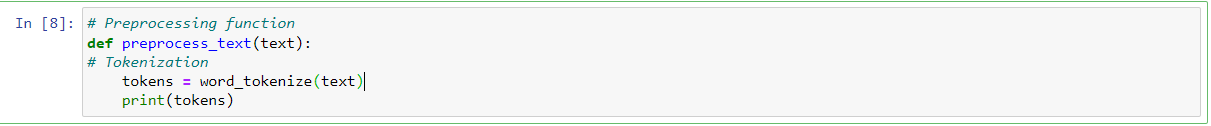 In [8]: # Preprocessing function
def preprocess_text(text):
# Tokenization
    tokens = word_tokenize(text)
    print(tokens)